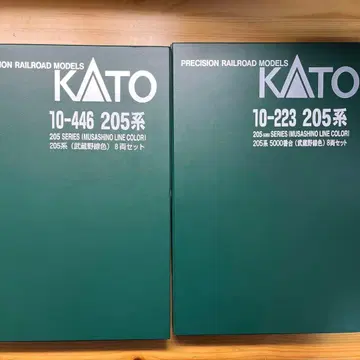 ION RAILROAD MODELS
KATO
10-446 205系
205 SERIES (MUSASHINO LINE COLOR)
205系 (武蔵野線色) 8両セット
PRECISION RAILROAD MODELS
KATO
10-223 205系
SERIES (MUSASHINO LINE COLOR)
205系 5000番台 (武蔵野線色) 8両セット